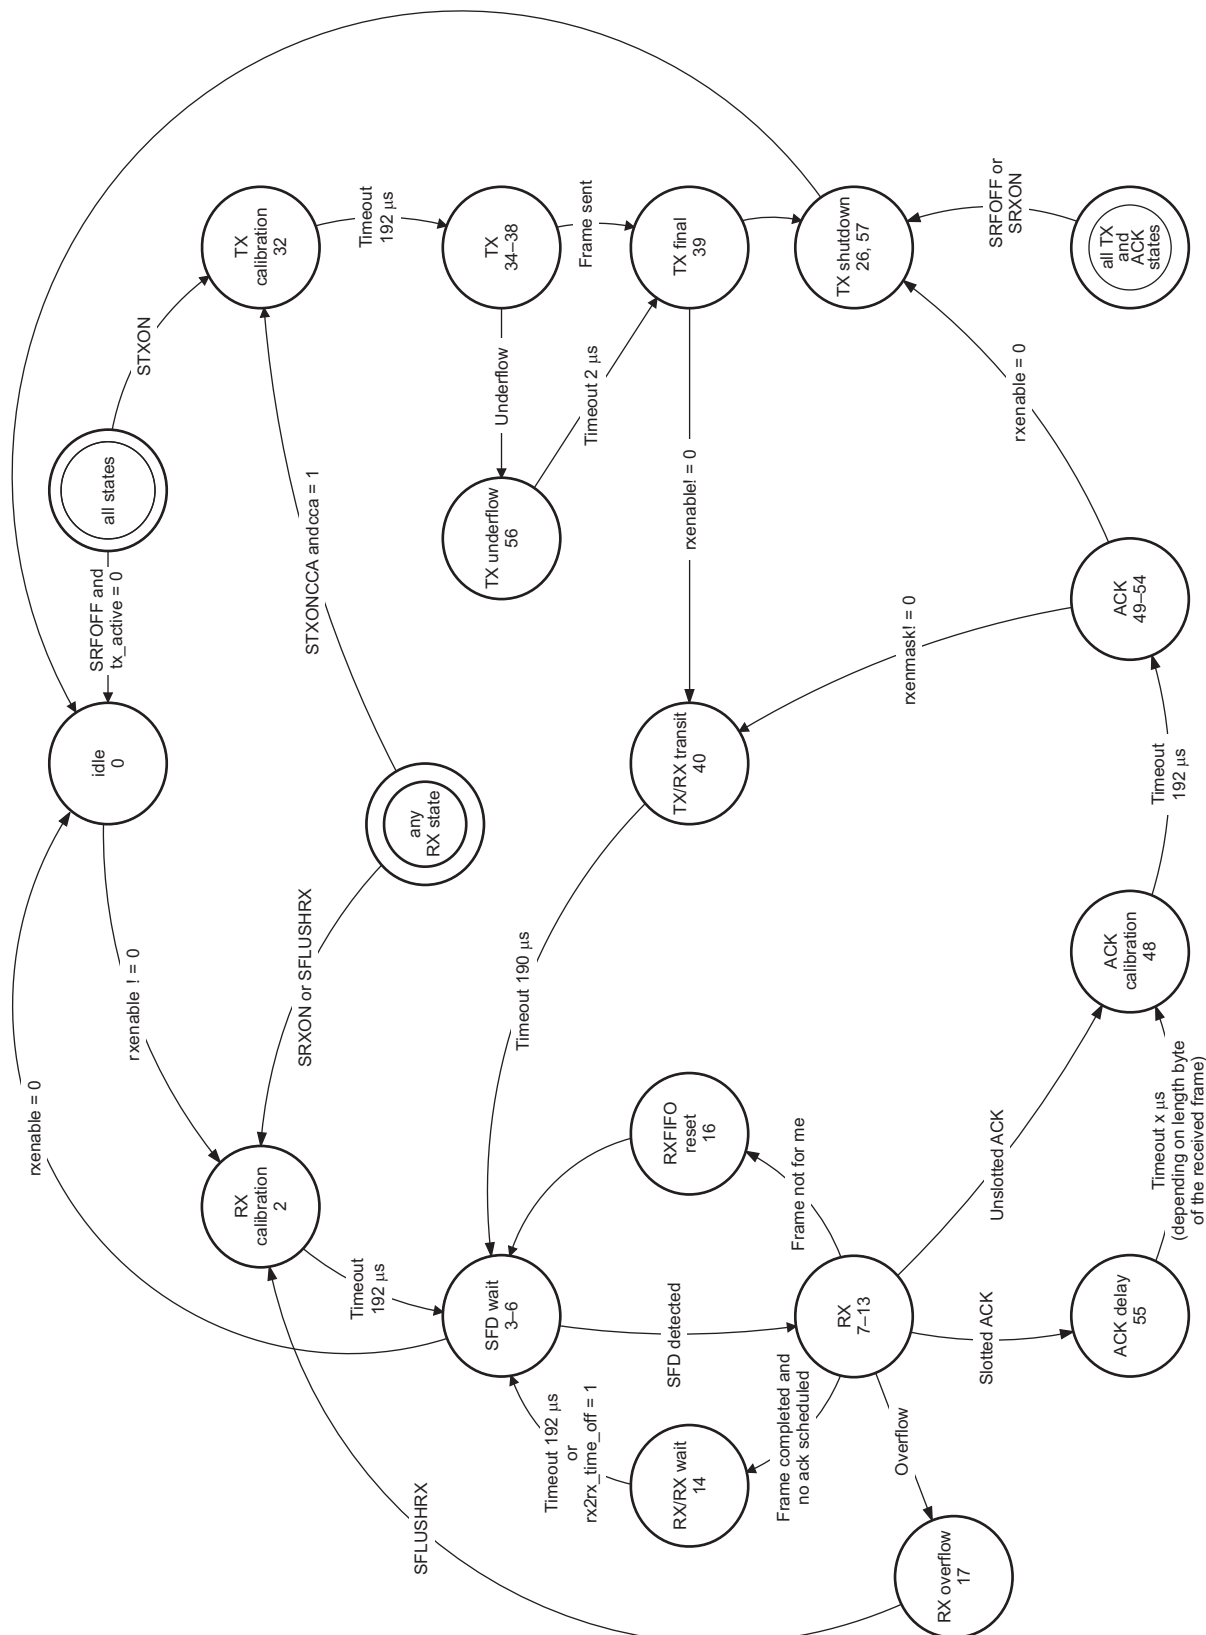 SFLUSHRX
rxenable = 0
SRFOFF and
tx_active = 0
all states
STXON
idle
0
rxenable ! = 0
RX
calibration
2
SRXON or SFLUSHRX
any
RX state
STXONCCA andcca = 1
TX
calibration
32
Timeout
192 μs
Timeout
192 μs
SFD wait
3–6
Timeout 190 μs
TX underflow
56
Underflow
TX
34–38
Timeout 192 μs
or
rx2rx_time_off = 1
Timeout 2 μs
Frame sent
RX/RX wait
14
SFD detected
RXFIFO
reset
16
TX/RX transit
40
rxenable! = 0
TX final
39
Frame completed and
no ack scheduled
Frame not for me
Overflow
RX
7–13
TX shutdown
26, 57
rxenmask! = 0
RX overflow
17
Slotted ACK
Unslotted ACK
rxenable = 0
SRFOFF or
SRXON
ACK delay
55
Timeout x μs
(depending on length byte
of the received frame)
ACK
calibration
48
Timeout
192 μs
ACK
49–54
all TX
and
ACK
states